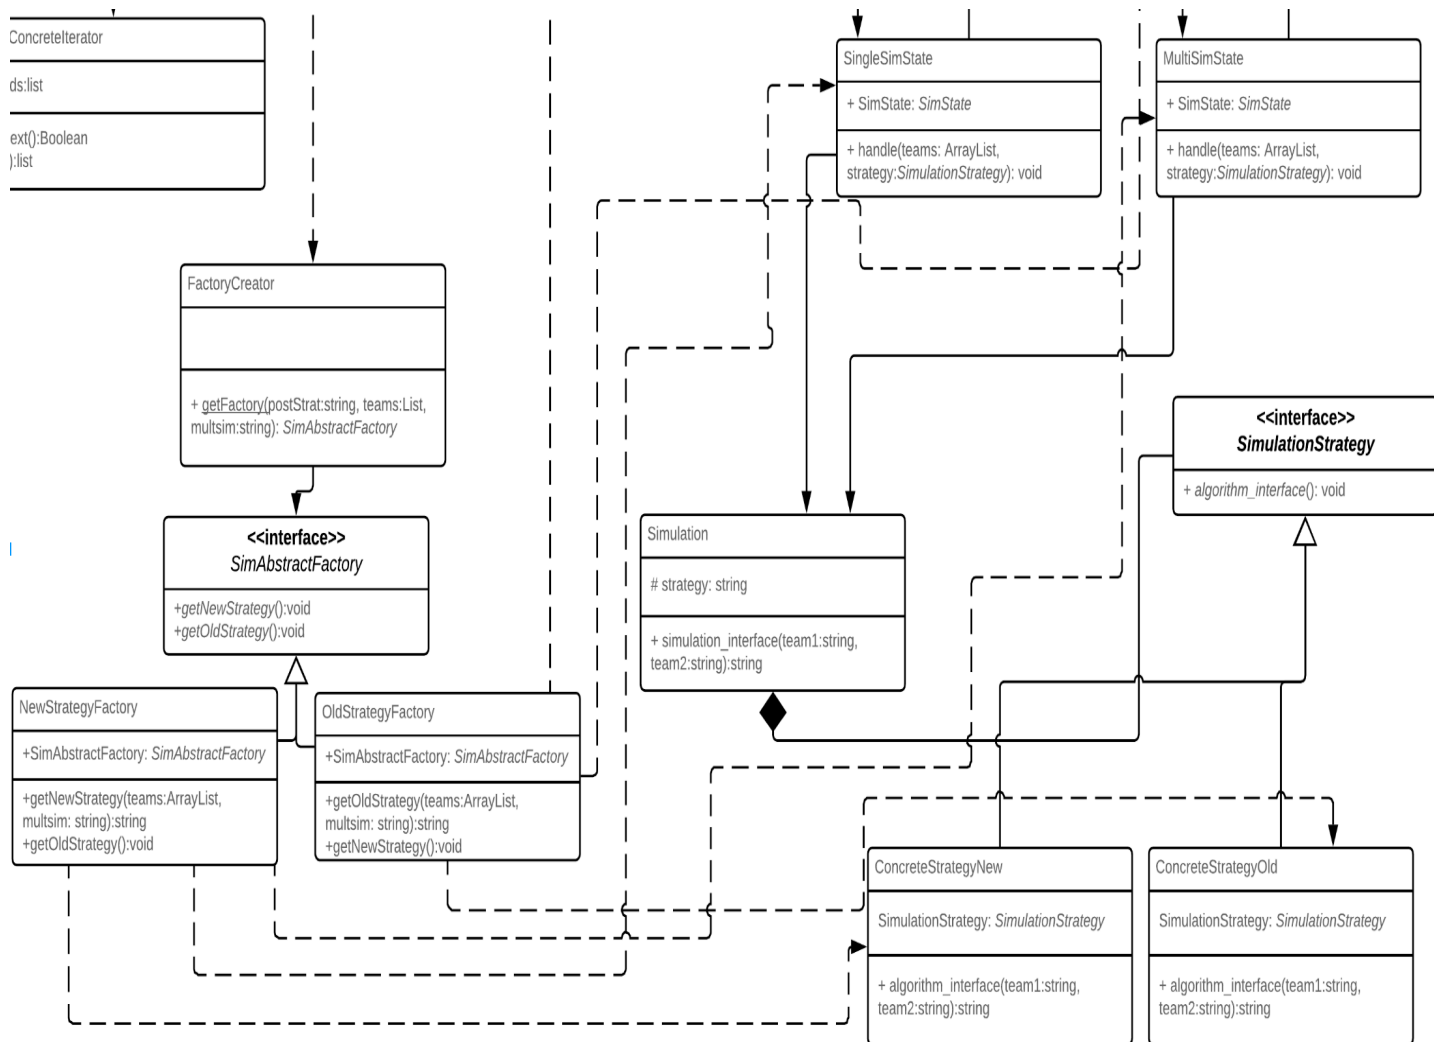 ConcreteIterator
ds:list
ext():Boolean
):list
SingleSimState
+ SimState: SimState
+ handle(teams: ArrayList,
strategy:SimulationStrategy): void
MultiSimState
+ SimState: SimState
+ handle(teams: ArrayList,
strategy:SimulationStrategy): void
FactoryCreator
+ getFactory(postStrat:string, teams:List,
multsim:string): SimAbstractFactory
<<interface>>
SimulationStrategy
+ algorithm_interface(): void
<<interface>>
SimAbstractFactory
+getNewStrategy():void
+getOldStrategy():void
Simulation
# strategy: string
+ simulation_interface(team1:string,
team2:string):string
NewStrategyFactory
+SimAbstractFactory: SimAbstractFactory
+getNewStrategy(teams:ArrayList,
multsim: string):string
+getOldStrategy():void
OldStrategyFactory
+SimAbstractFactory: SimAbstractFactory
+getOldStrategy(teams:ArrayList,
multsim: string):string
+getNewStrategy():void
ConcreteStrategyNew
SimulationStrategy: SimulationStrategy
+ algorithm_interface(team1:string,
team2:string):string
ConcreteStrategyOld
SimulationStrategy: SimulationStrategy
+ algorithm_interface(team1:string,
team2:string):string